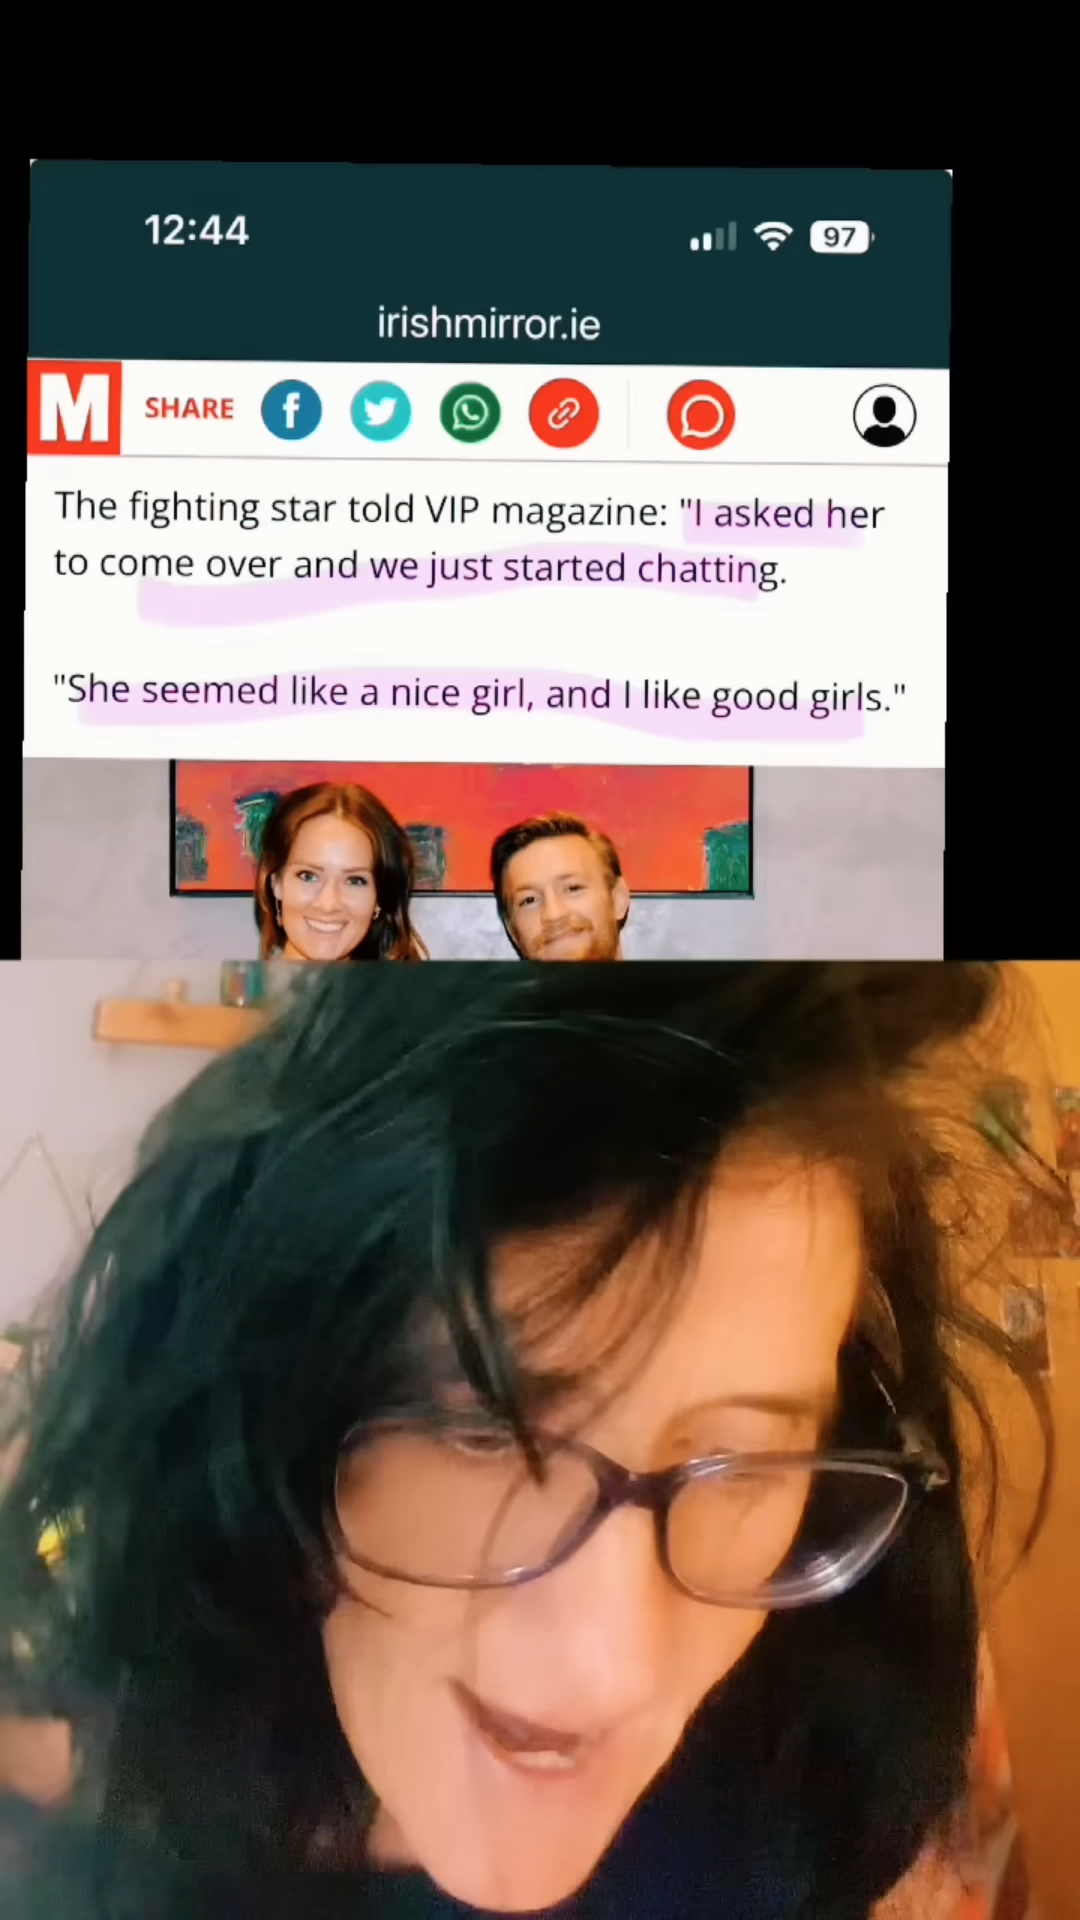 12:44
97
irishmirror.ie
M
SHARE
The fighting star told VIP magazine: "I asked her
to come over and we just started chatting.
"She seemed like a nice girl, and I like good girls."